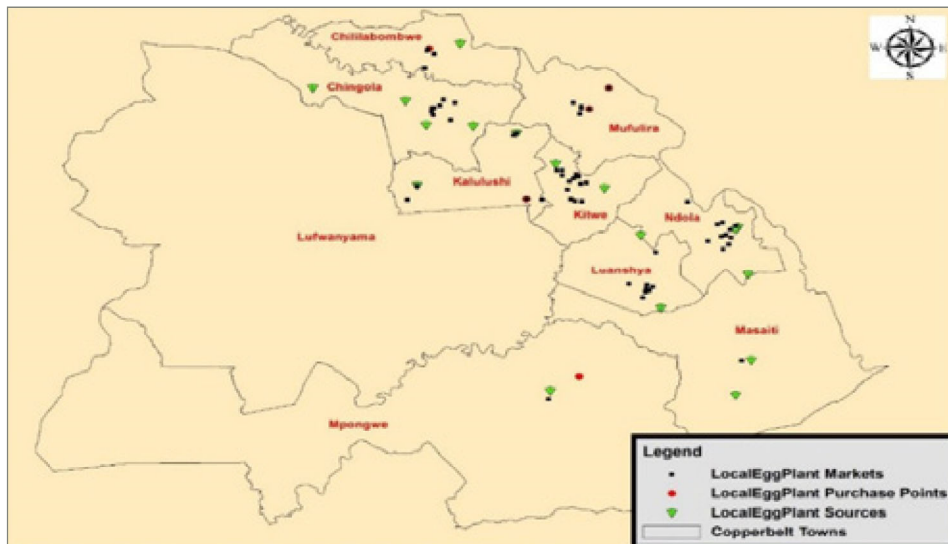 N
W E
S
Chililabombwe
Chingola
Mufulira
Kalulushi
Kitwe
Ndola
Lufwanyama
Luanshya
Masaiti
Mpongwe
Legend
LocalEggPlant Markets
LocalEggPlant Purchase Points
LocalEggPlant Sources
Copperbelt Towns